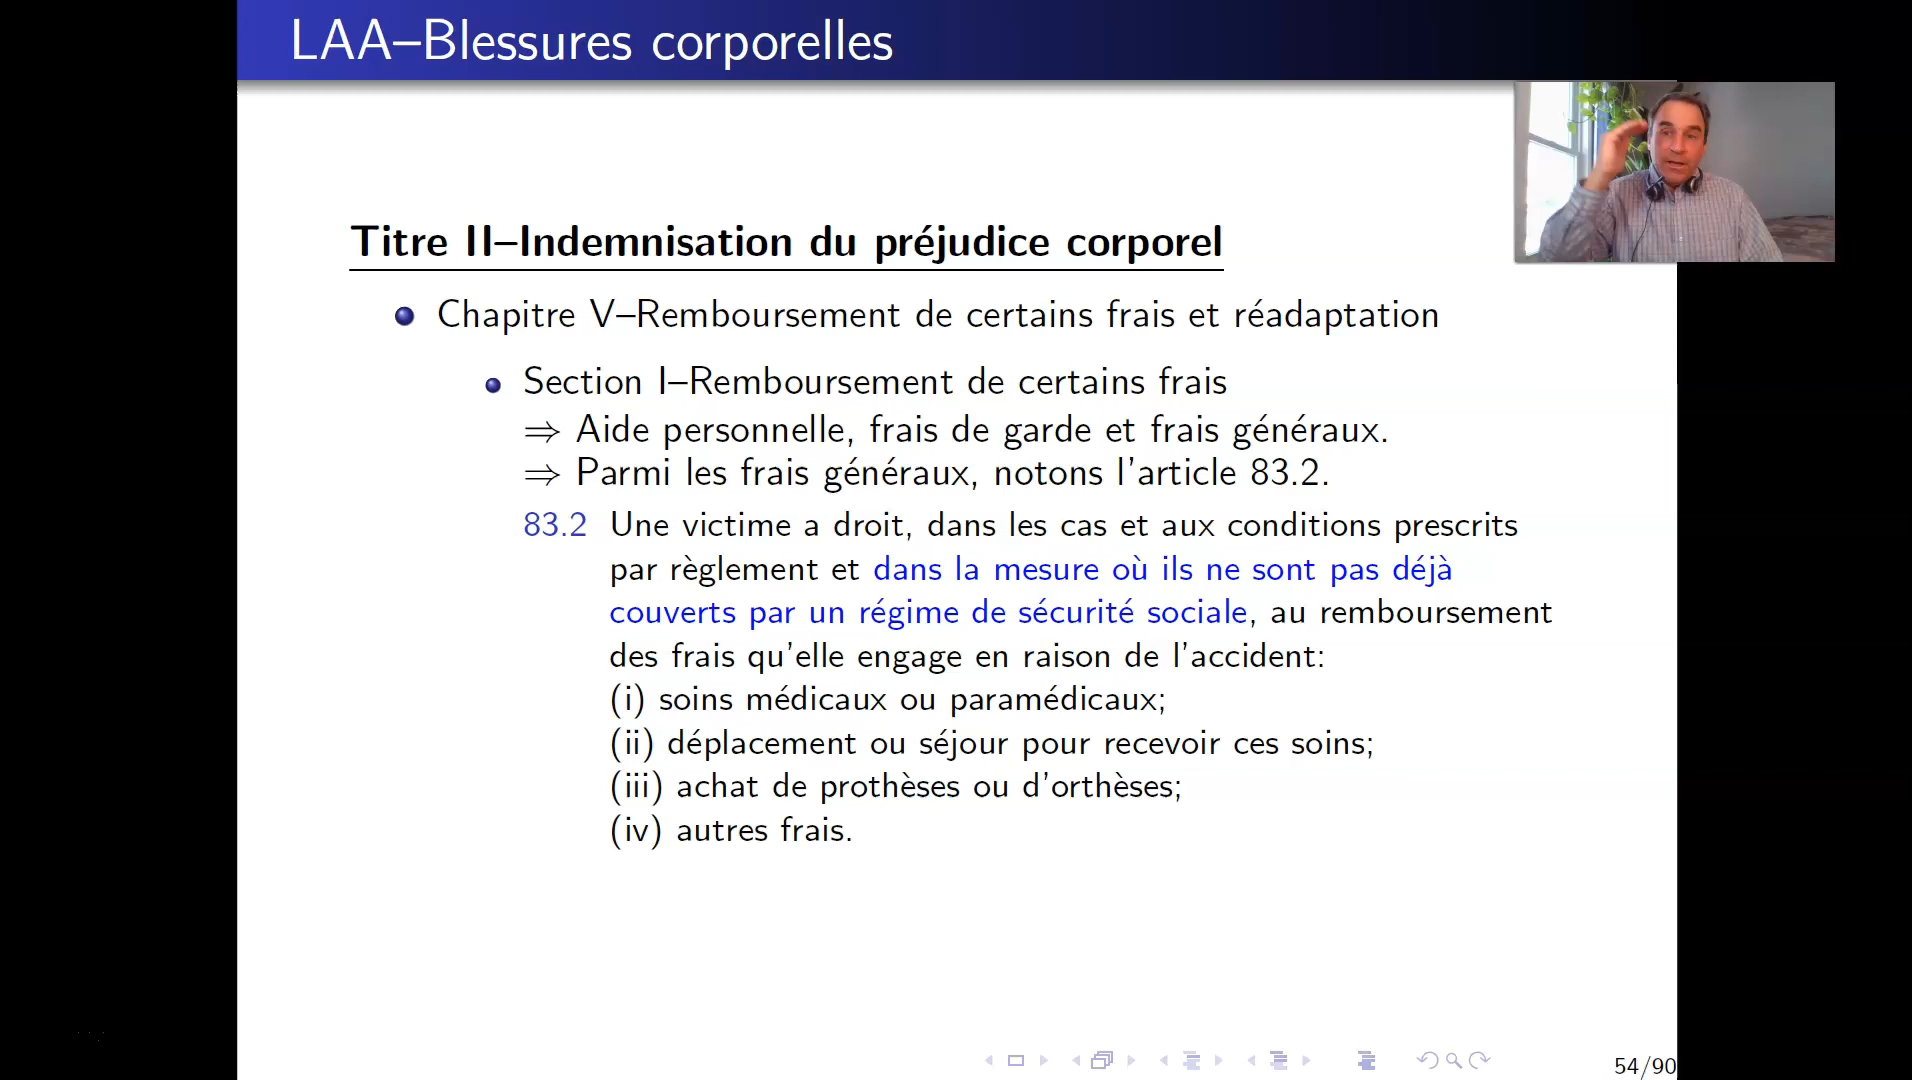 LAA–Blessures corporelles
Titre II–Indemnisation du préjudice corporel
Chapitre V–Remboursement de certains frais et réadaptation
Section I–Remboursement de certains frais
⇒ Aide personnelle, frais de garde et frais généraux.
⇒ Parmi les frais généraux, notons l'article 83.2.
83.2 Une victime a droit, dans les cas et aux conditions prescrits
par règlement et dans la mesure où ils ne sont pas déjà
couverts par un régime de sécurité sociale, au remboursement
des frais qu'elle engage en raison de l'accident:
(i) soins médicaux ou paramédicaux;
(ii) déplacement ou séjour pour recevoir ces soins;
(iii) achat de prothèses ou d'orthèses;
(iv) autres frais.
54/90